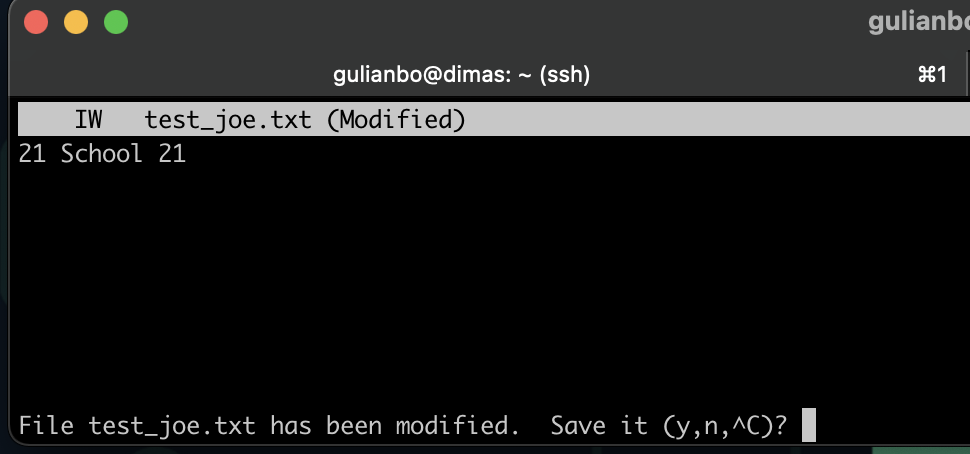 gulianbo@dimas: ~ (ssh)
⌘1
IW test_joe.txt (Modified)
21 School 21
File test_joe.txt has been modified.  Save it (y,n,^C)?